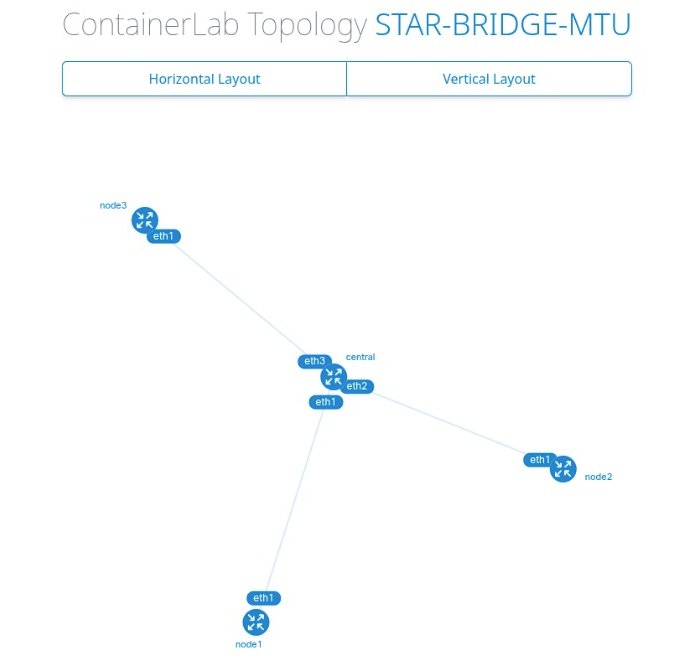 ContainerLab Topology STAR-BRIDGE-MTU
Horizontal Layout
Vertical Layout
node3
eth1
eth3
central
eth2
eth1
eth1
node2
eth1
node1